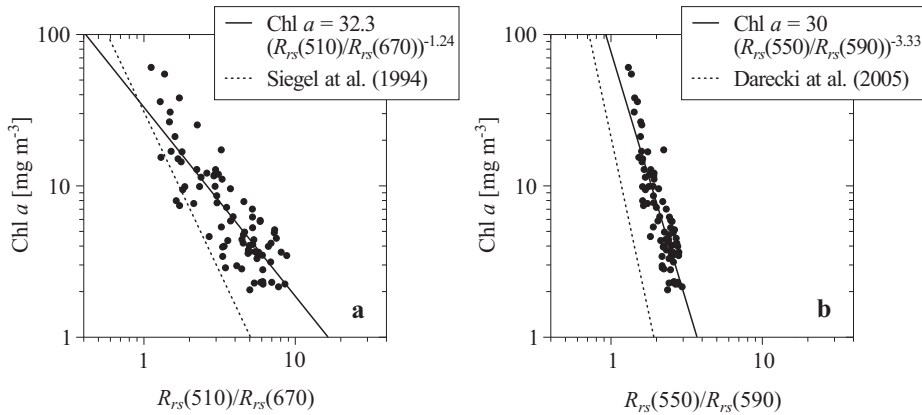 Chl a = 32.3
(Rrs(510)/Rrs(670))-1.24
Siegel at al. (1994)
100
10
1
Chl a [mg m-3]
a
1
10
Rrs(510)/Rrs(670)
Chl a = 30
(Rrs(550)/Rrs(590))-3.33
Darecki at al. (2005)
100
10
1
Chl a [mg m-3]
b
1
10
Rrs(550)/Rrs(590)